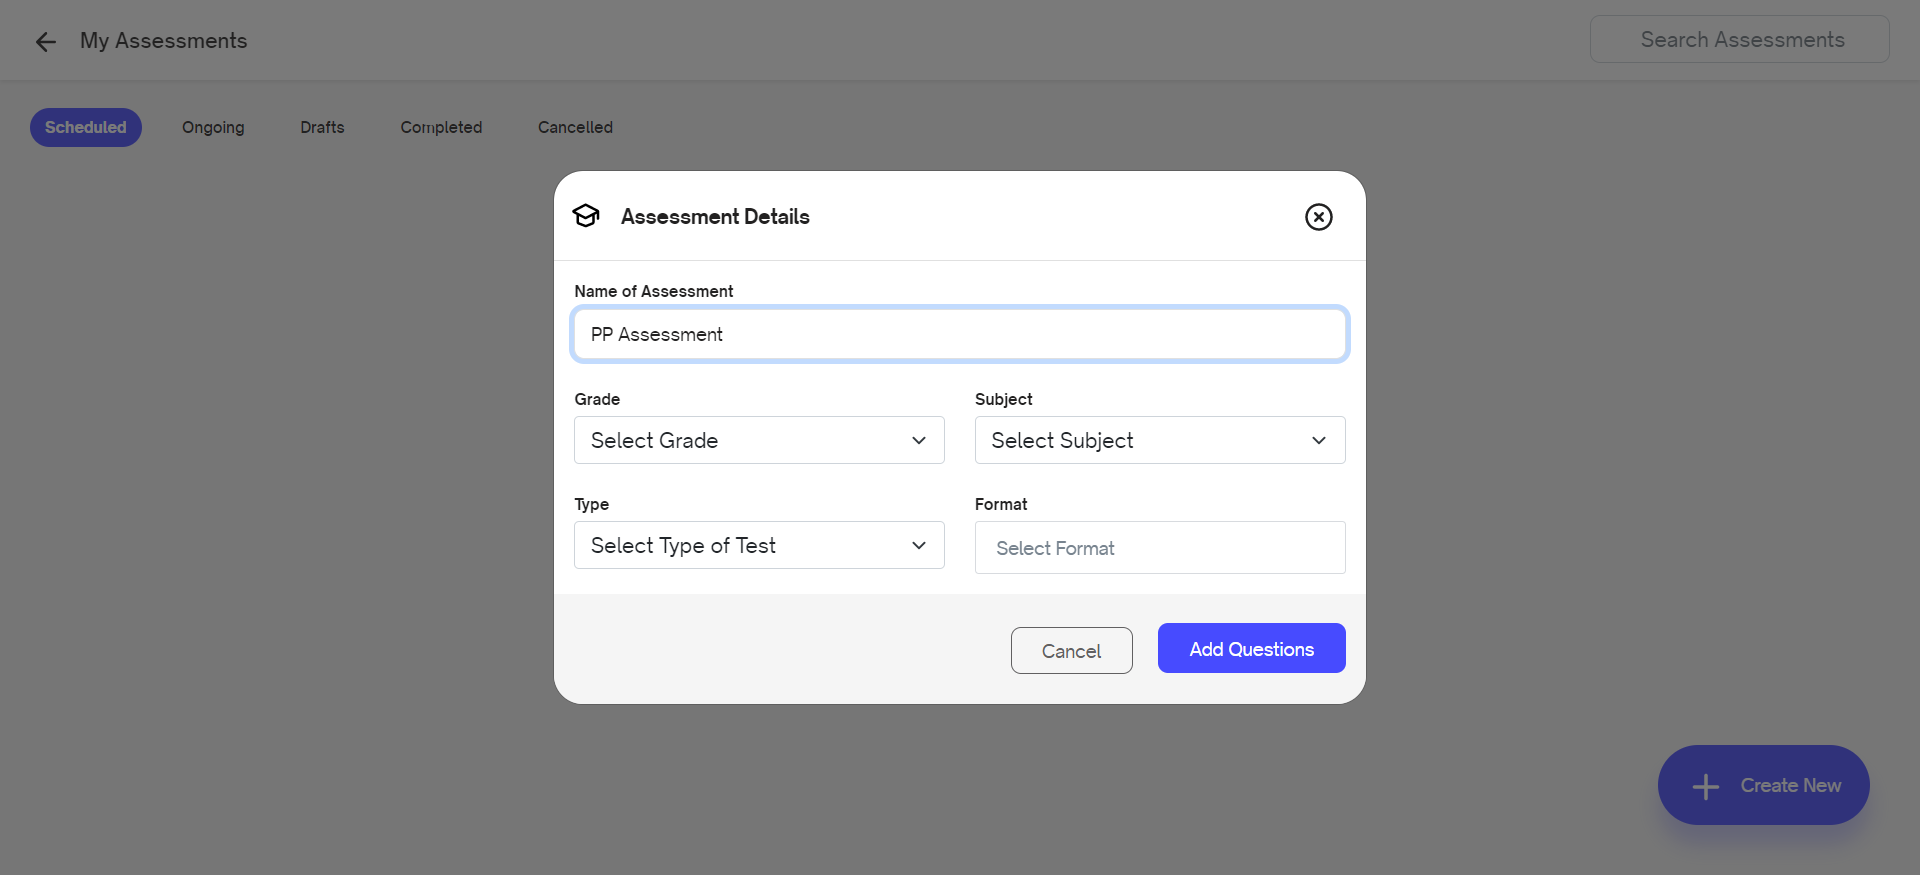 My Assessments
Search Assessments
Scheduled Ongoing Drafts Completed Cancelled
Assessment Details
Name of Assessment
PP Assessment
Grade Subject
Select Grade Select Subject
Type Format
Select Type of Test Select Format
Cancel Add Questions
Create New